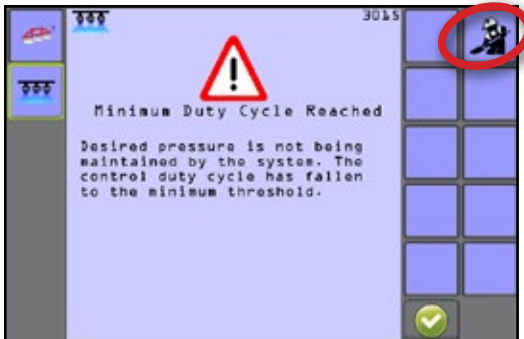 3015
Minimum Duty Cycle Reached
Desired pressure is not being
maintained by the system. The
control duty cycle has fallen
to the minimum threshold.